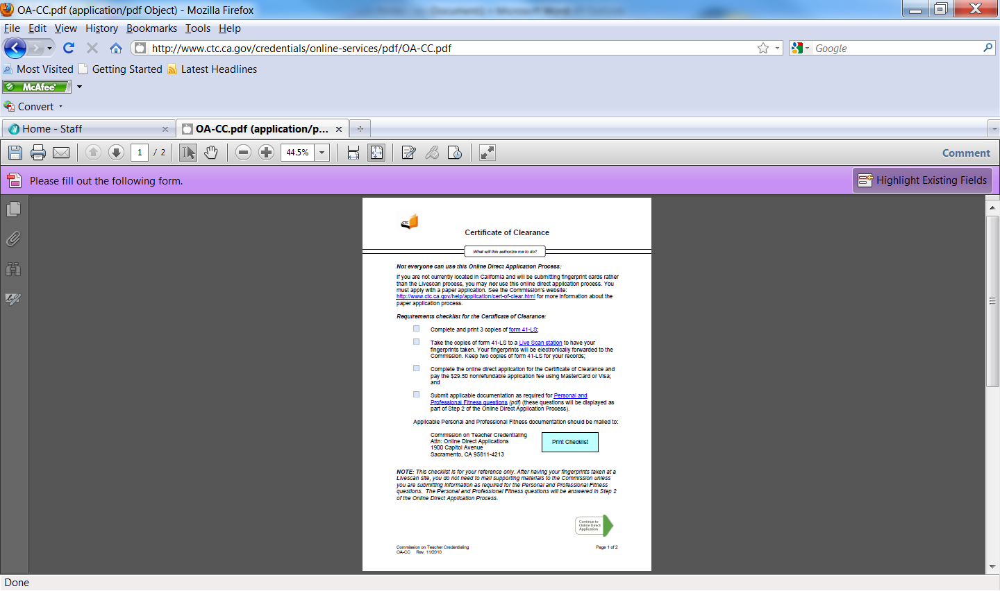 OA-CC.pdf (application/pdf Object) - Mozilla Firefox
File Edit View History Bookmarks Tools Help
http://www.ctc.ca.gov/credentials/online-services/pdf/OA-CC.pdf
Google
Most Visited Getting Started Latest Headlines
McAfee
Convert
Home - Staff
OA-CC.pdf (application/p...
1 / 2 44.5% Comment
Please fill out the following form.
Highlight Existing Fields
CTC
Certificate of Clearance
What will this authorize me to do?
Not everyone can use this Online Direct Application Process:
If you are not currently located in California and will be submitting fingerprint cards rather
than the Livescan process, you may not use this online direct application process. You
must apply with a paper application. See the Commission's website:
http://www.ctc.ca.gov/help/application/cert-of-clear.html for more information about the
paper application process.
Requirements checklist for the Certificate of Clearance:
Complete and print 3 copies of form 41-LS;
Take the copies of form 41-LS to a Live Scan station to have your
fingerprints taken. Your fingerprints will be electronically forwarded to the
Commission. Keep two copies of form 41-LS for your records;
Complete the online direct application for the Certificate of Clearance and
pay the $29.50 nonrefundable application fee using MasterCard or Visa;
and
Submit applicable documentation as required for Personal and
Professional Fitness questions (pdf) (these questions will be displayed as
part of Step 2 of the Online Direct Application Process).
Applicable Personal and Professional Fitness documentation should be mailed to:
Commission on Teacher Credentialing
Attn: Online Direct Applications
1900 Capitol Avenue
Sacramento, CA 95811-4213
Print Checklist
NOTE: This checklist is for your reference only. After having your fingerprints taken at a
Livescan site, you do not need to mail supporting materials to the Commission unless
you are submitting information as required for the Personal and Professional Fitness
questions. The Personal and Professional Fitness questions will be answered in Step 2
of the Online Direct Application Process.
Continue to
Online Direct
Application
Commission on Teacher Credentialing
OA-CC Rev. 11/2010
Page 1 of 2
Done